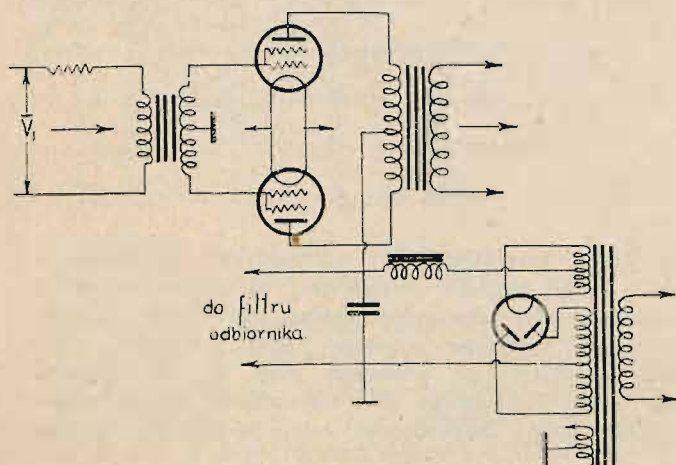 V₁
do filtru
odbiornika.